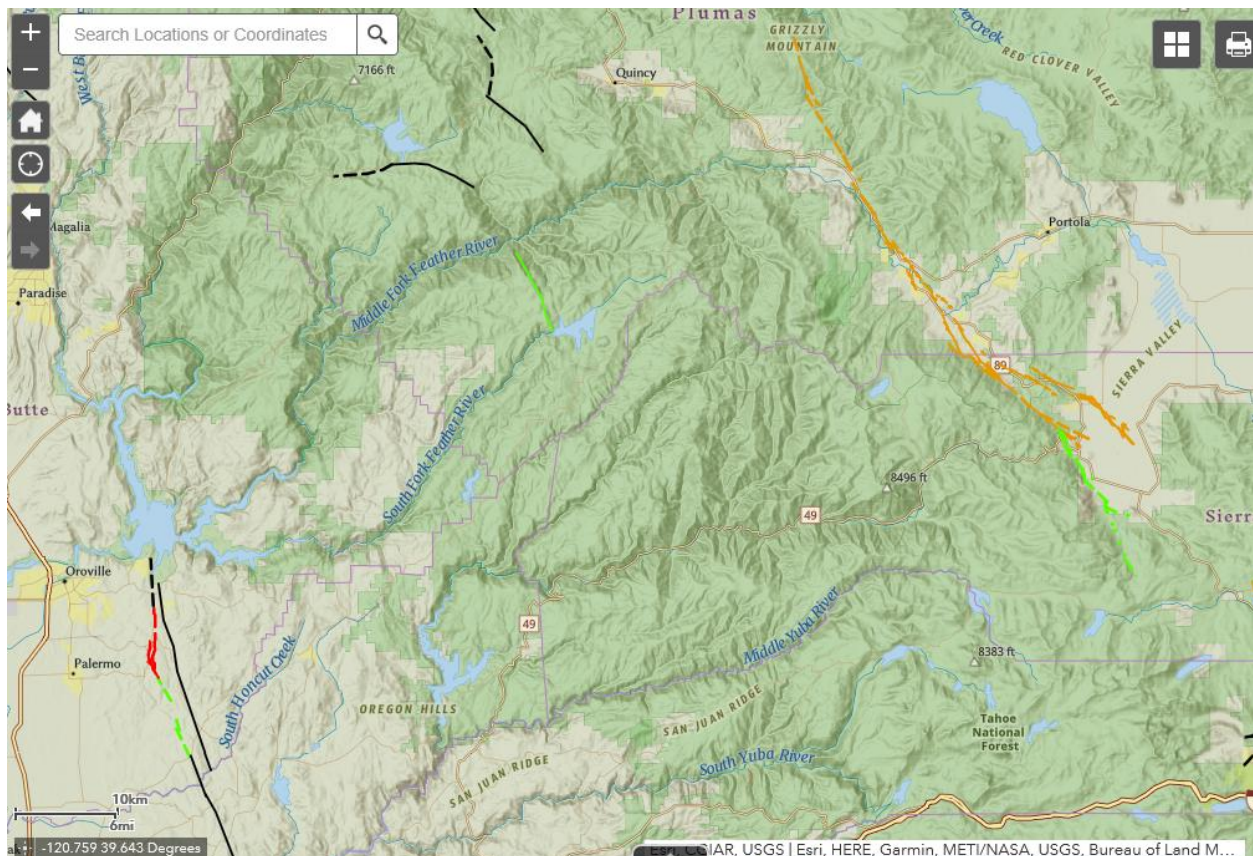 Plumas
Search Locations or Coordinates
GRIZZLY
MOUNTAIN
RED CLOVER VALLEY
7166 ft
Quincy
Magalia
Portola
Middle Fork Feather River
Paradise
SIERRA VALLEY
89
Butte
South Fork Feather River
8496 ft
49
Sierr
Oroville
49
Middle Yuba River
Palermo
South Honcut Creek
8383 ft
OREGON HILLS
SAN JUAN RIDGE
Tahoe
National
Forest
SAN JUAN RIDGE
South Yuba River
10km
6mi
-120.759 39.643 Degrees
Esri, CGIAR, USGS | Esri, HERE, Garmin, METI/NASA, USGS, Bureau of Land M...